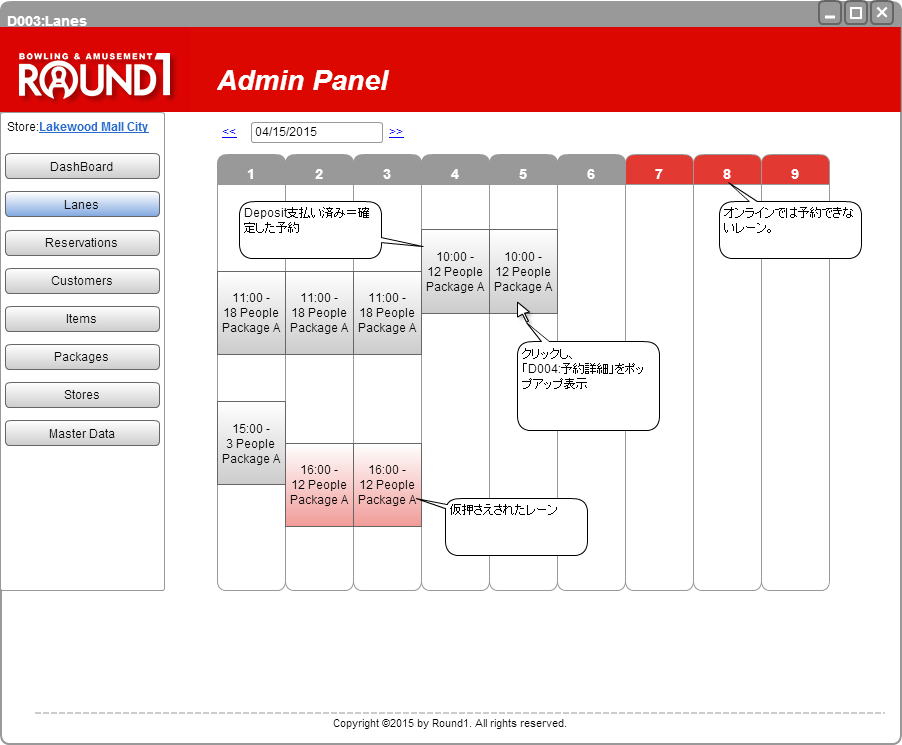 D003:Lanes
BOWLING & AMUSEMENT
ROUND1
Admin Panel
Store:Lakewood Mall City
DashBoard
Lanes
Reservations
Customers
Items
Packages
Stores
Master Data
<< 04/15/2015 >>
1 2 3 4 5 6 7 8 9
Deposit支払い済み＝確
定した予約
オンラインでは予約できな
いレーン。
10:00 -
12 People
Package A
10:00 -
12 People
Package A
11:00 -
18 People
Package A
11:00 -
18 People
Package A
11:00 -
18 People
Package A
クリックし、
「D004:予約詳細」をポッ
プアップ表示
15:00 -
3 People
Package A
16:00 -
12 People
Package A
16:00 -
12 People
Package A
仮押さえされたレーン
Copyright ©2015 by Round1. All rights reserved.